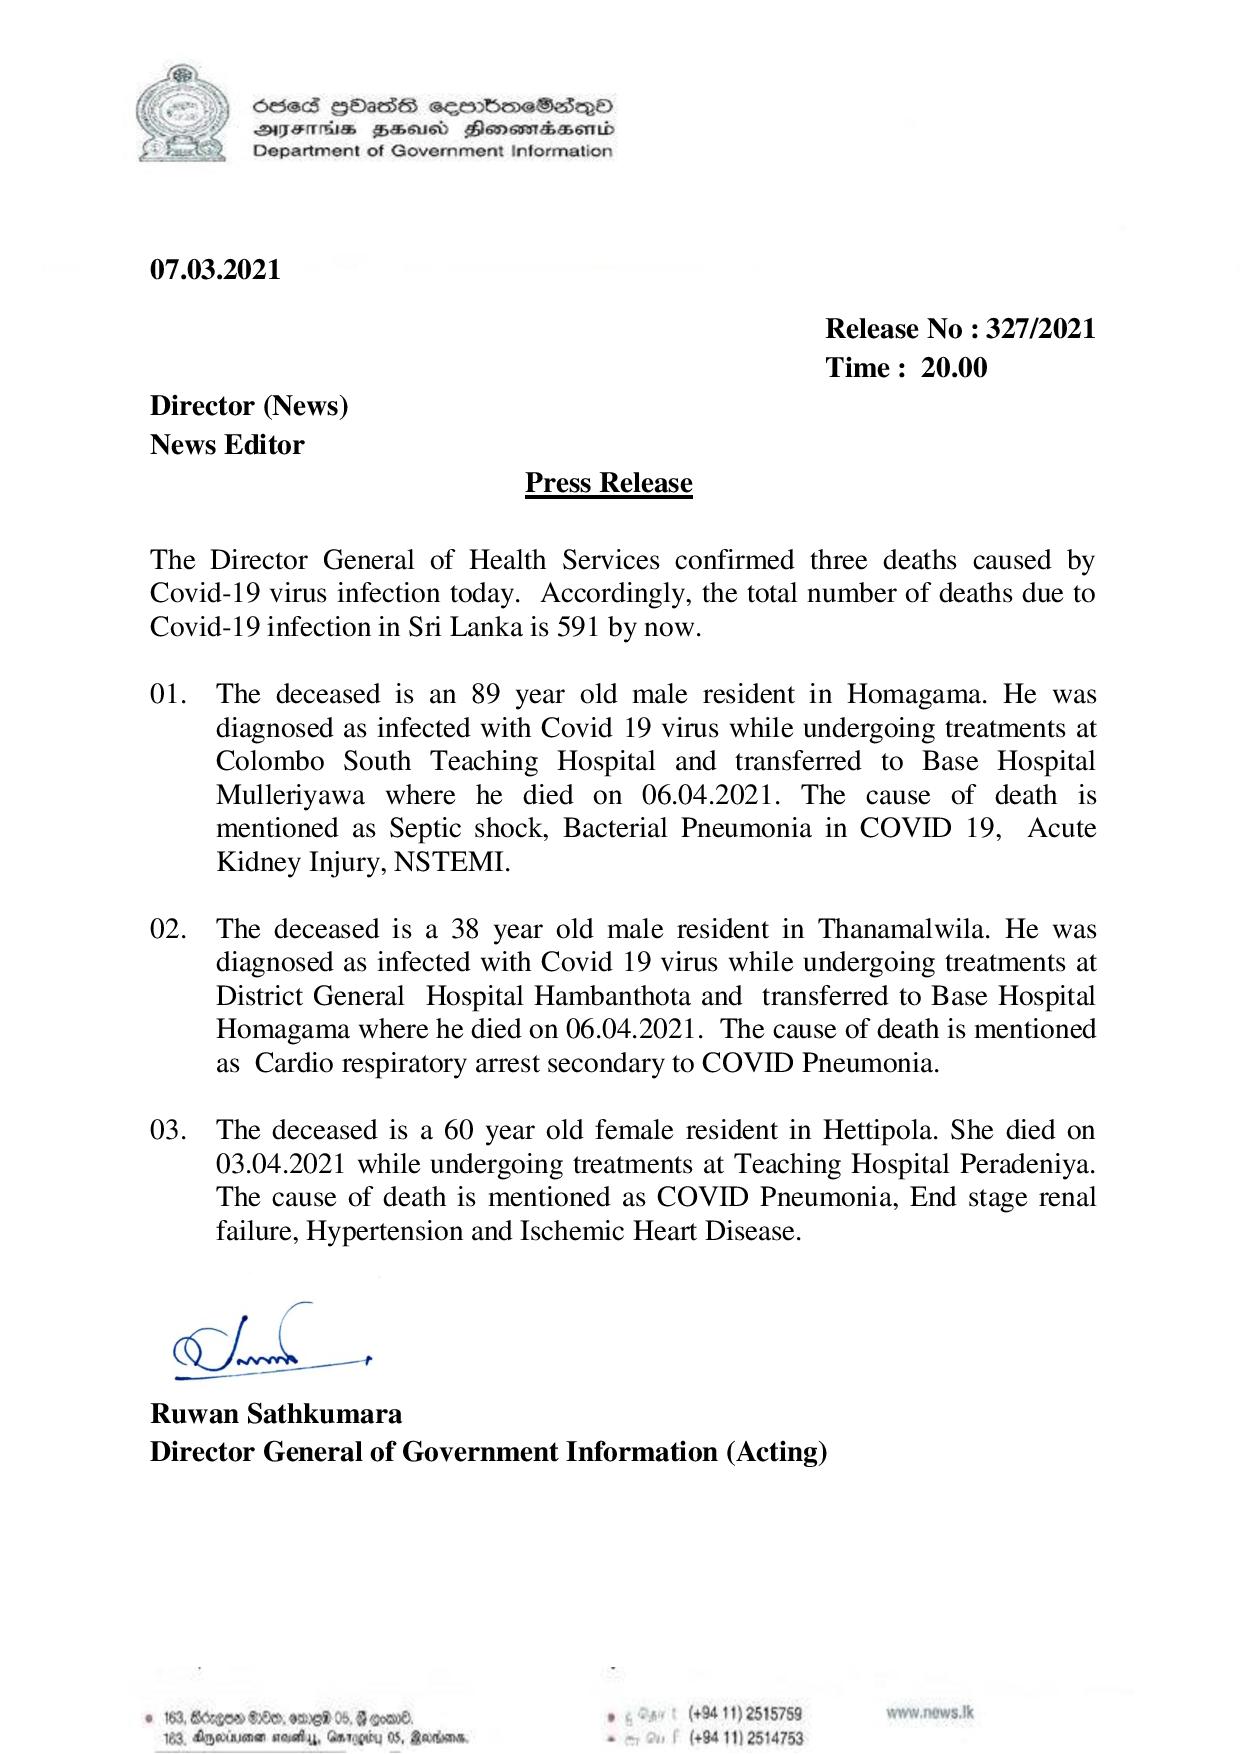 රජයේ ප්‍රවෘත්ති දෙපාර්තමේන්තුව
அரசாங்க தகவல் திணைக்களம்
Department of Government Information
07.03.2021
Release No : 327/2021
Time : 20.00
Director (News)
News Editor
Press Release
The Director General of Health Services confirmed three deaths caused by
Covid-19 virus infection today. Accordingly, the total number of deaths due to
Covid-19 infection in Sri Lanka is 591 by now.
01. The deceased is an 89 year old male resident in Homagama. He was
diagnosed as infected with Covid 19 virus while undergoing treatments at
Colombo South Teaching Hospital and transferred to Base Hospital
Mulleriyawa where he died on 06.04.2021. The cause of death is
mentioned as Septic shock, Bacterial Pneumonia in COVID 19, Acute
Kidney Injury, NSTEMI.
02. The deceased is a 38 year old male resident in Thanamalwila. He was
diagnosed as infected with Covid 19 virus while undergoing treatments at
District General Hospital Hambanthota and transferred to Base Hospital
Homagama where he died on 06.04.2021. The cause of death is mentioned
as Cardio respiratory arrest secondary to COVID Pneumonia.
03. The deceased is a 60 year old female resident in Hettipola. She died on
03.04.2021 while undergoing treatments at Teaching Hospital Peradeniya.
The cause of death is mentioned as COVID Pneumonia, End stage renal
failure, Hypertension and Ischemic Heart Disease.
Ruwan Sathkumara
Director General of Government Information (Acting)
163, කිරුලපන මාවත, කොළඹ 05, ශ්‍රී ලංකාව.
163, கிருலப்பனை எவனியூ, கொழும்பு 05, இலங்கை.
(+94 11) 2515759
(+94 11) 2514753
www.news.lk